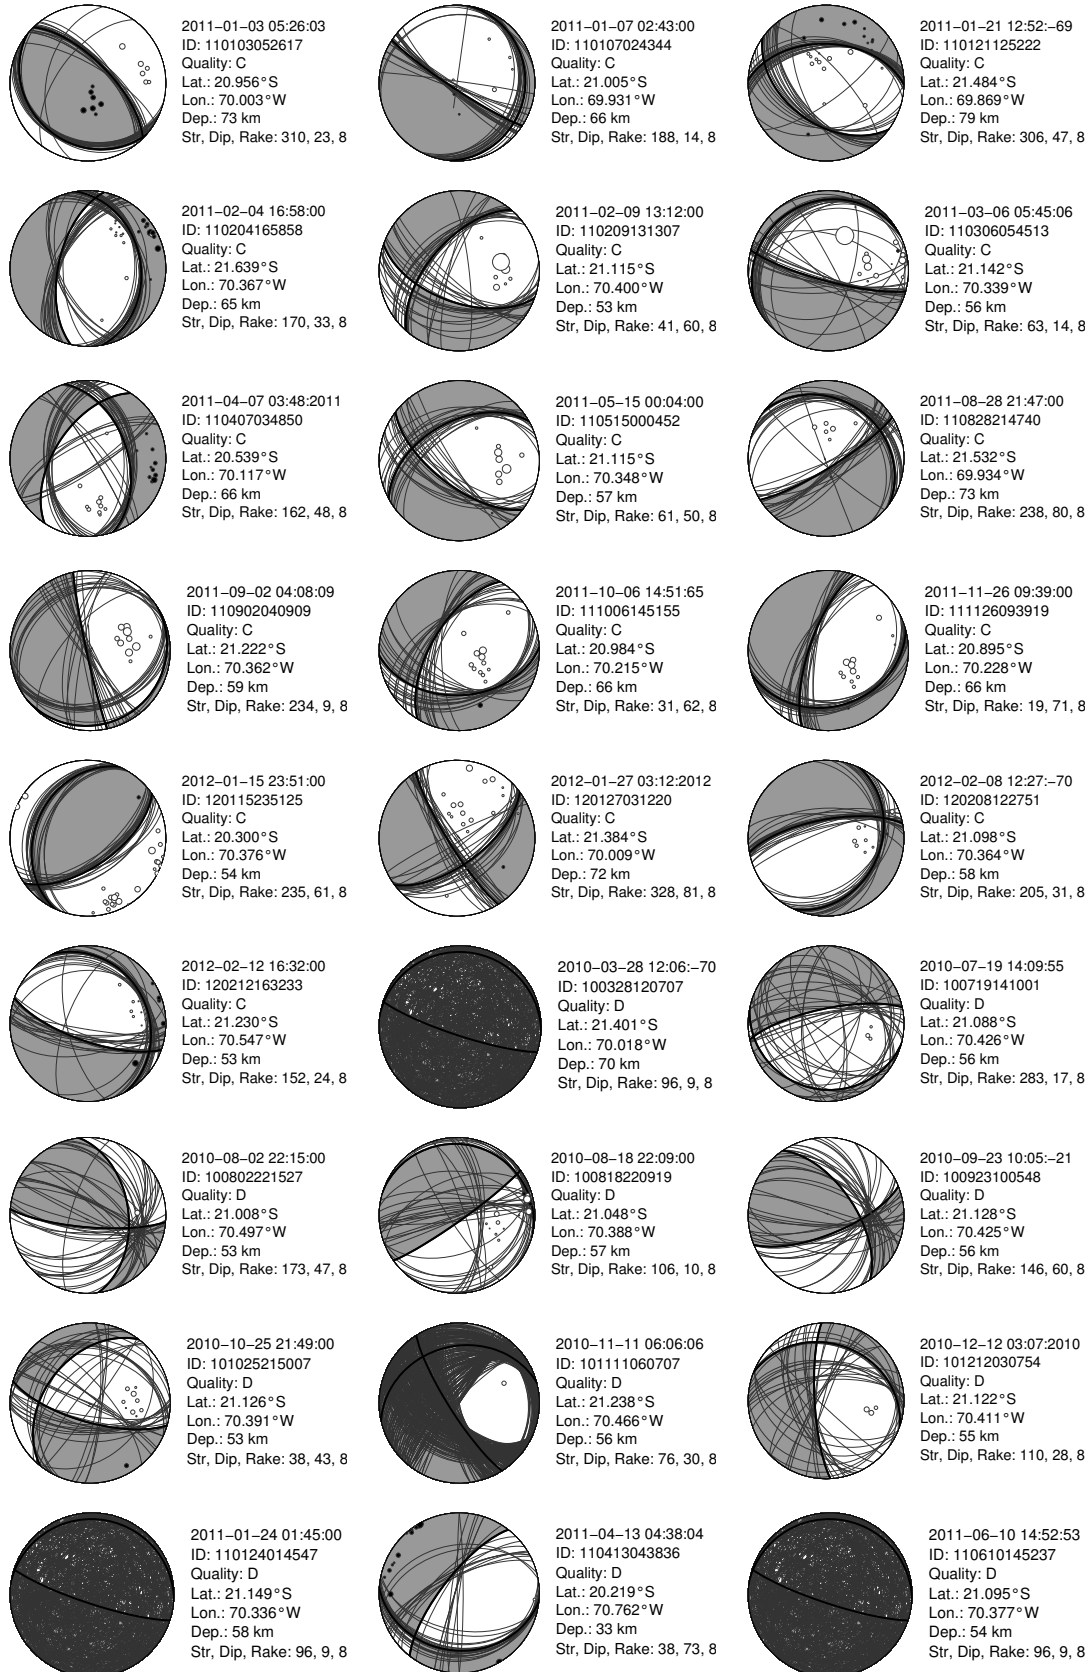 2011−01−03 05:26:03
ID: 110103052617
Quality: C
Lat.: 20.956°S
Lon.: 70.003°W
Dep.: 73 km
Str, Dip, Rake: 310, 23, 8
2011−01−07 02:43:00
ID: 110107024344
Quality: C
Lat.: 21.005°S
Lon.: 69.931°W
Dep.: 66 km
Str, Dip, Rake: 188, 14, 8
2011−01−21 12:52:−69
ID: 110121125222
Quality: C
Lat.: 21.484°S
Lon.: 69.869°W
Dep.: 79 km
Str, Dip, Rake: 306, 47, 8
2011−02−04 16:58:00
ID: 110204165858
Quality: C
Lat.: 21.639°S
Lon.: 70.367°W
Dep.: 65 km
Str, Dip, Rake: 170, 33, 8
2011−02−09 13:12:00
ID: 110209131307
Quality: C
Lat.: 21.115°S
Lon.: 70.400°W
Dep.: 53 km
Str, Dip, Rake: 41, 60, 8
2011−03−06 05:45:06
ID: 110306054513
Quality: C
Lat.: 21.142°S
Lon.: 70.339°W
Dep.: 56 km
Str, Dip, Rake: 63, 14, 8
2011−04−07 03:48:2011
ID: 110407034850
Quality: C
Lat.: 20.539°S
Lon.: 70.117°W
Dep.: 66 km
Str, Dip, Rake: 162, 48, 8
2011−05−15 00:04:00
ID: 110515000452
Quality: C
Lat.: 21.115°S
Lon.: 70.348°W
Dep.: 57 km
Str, Dip, Rake: 61, 50, 8
2011−08−28 21:47:00
ID: 110828214740
Quality: C
Lat.: 21.532°S
Lon.: 69.934°W
Dep.: 73 km
Str, Dip, Rake: 238, 80, 8
2011−09−02 04:08:09
ID: 110902040909
Quality: C
Lat.: 21.222°S
Lon.: 70.362°W
Dep.: 59 km
Str, Dip, Rake: 234, 9, 8
2011−10−06 14:51:65
ID: 111006145155
Quality: C
Lat.: 20.984°S
Lon.: 70.215°W
Dep.: 66 km
Str, Dip, Rake: 31, 62, 8
2011−11−26 09:39:00
ID: 111126093919
Quality: C
Lat.: 20.895°S
Lon.: 70.228°W
Dep.: 66 km
Str, Dip, Rake: 19, 71, 8
2012−01−15 23:51:00
ID: 120115235125
Quality: C
Lat.: 20.300°S
Lon.: 70.376°W
Dep.: 54 km
Str, Dip, Rake: 235, 61, 8
2012−01−27 03:12:2012
ID: 120127031220
Quality: C
Lat.: 21.384°S
Lon.: 70.009°W
Dep.: 72 km
Str, Dip, Rake: 328, 81, 8
2012−02−08 12:27:−70
ID: 120208122751
Quality: C
Lat.: 21.098°S
Lon.: 70.364°W
Dep.: 58 km
Str, Dip, Rake: 205, 31, 8
2012−02−12 16:32:00
ID: 120212163233
Quality: C
Lat.: 21.230°S
Lon.: 70.547°W
Dep.: 53 km
Str, Dip, Rake: 152, 24, 8
2010−03−28 12:06:−70
ID: 100328120707
Quality: D
Lat.: 21.401°S
Lon.: 70.018°W
Dep.: 70 km
Str, Dip, Rake: 96, 9, 8
2010−07−19 14:09:55
ID: 100719141001
Quality: D
Lat.: 21.088°S
Lon.: 70.426°W
Dep.: 56 km
Str, Dip, Rake: 283, 17, 8
2010−08−02 22:15:00
ID: 100802221527
Quality: D
Lat.: 21.008°S
Lon.: 70.497°W
Dep.: 53 km
Str, Dip, Rake: 173, 47, 8
2010−08−18 22:09:00
ID: 100818220919
Quality: D
Lat.: 21.048°S
Lon.: 70.388°W
Dep.: 57 km
Str, Dip, Rake: 106, 10, 8
2010−09−23 10:05:−21
ID: 100923100548
Quality: D
Lat.: 21.128°S
Lon.: 70.425°W
Dep.: 56 km
Str, Dip, Rake: 146, 60, 8
2010−10−25 21:49:00
ID: 101025215007
Quality: D
Lat.: 21.126°S
Lon.: 70.391°W
Dep.: 53 km
Str, Dip, Rake: 38, 43, 8
2010−11−11 06:06:06
ID: 101111060707
Quality: D
Lat.: 21.238°S
Lon.: 70.466°W
Dep.: 56 km
Str, Dip, Rake: 76, 30, 8
2010−12−12 03:07:2010
ID: 101212030754
Quality: D
Lat.: 21.122°S
Lon.: 70.411°W
Dep.: 55 km
Str, Dip, Rake: 110, 28, 8
2011−01−24 01:45:00
ID: 110124014547
Quality: D
Lat.: 21.149°S
Lon.: 70.336°W
Dep.: 58 km
Str, Dip, Rake: 96, 9, 8
2011−04−13 04:38:04
ID: 110413043836
Quality: D
Lat.: 20.219°S
Lon.: 70.762°W
Dep.: 33 km
Str, Dip, Rake: 38, 73, 8
2011−06−10 14:52:53
ID: 110610145237
Quality: D
Lat.: 21.095°S
Lon.: 70.377°W
Dep.: 54 km
Str, Dip, Rake: 96, 9, 8